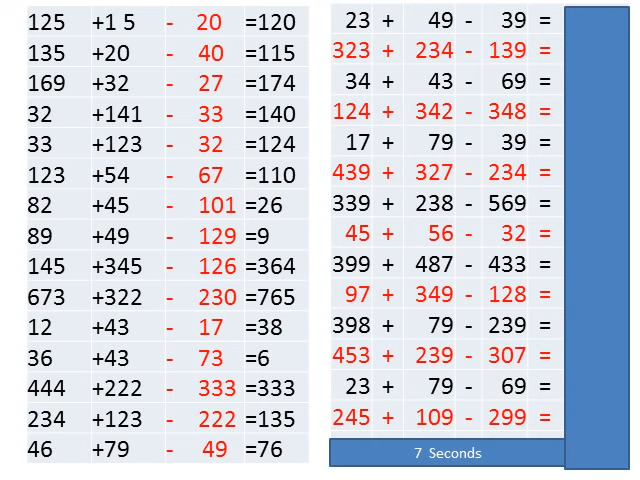 125 +1 5 - 20 =120
135 +20 - 40 =115
169 +32 - 27 =174
32 +141 - 33 =140
33 +123 - 32 =124
123 +54 - 67 =110
82 +45 - 101 =26
89 +49 - 129 =9
145 +345 - 126 =364
673 +322 - 230 =765
12 +43 - 17 =38
36 +43 - 73 =6
444 +222 - 333 =333
234 +123 - 222 =135
46 +79 - 49 =76
23 + 49 - 39 =
323 + 234 - 139 =
34 + 43 - 69 =
124 + 342 - 348 =
17 + 79 - 39 =
439 + 327 - 234 =
339 + 238 - 569 =
45 + 56 - 32 =
399 + 487 - 433 =
97 + 349 - 128 =
398 + 79 - 239 =
453 + 239 - 307 =
23 + 79 - 69 =
245 + 109 - 299 =
7 Seconds